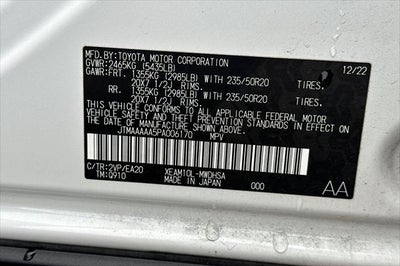 MFD. BY:TOYOTA MOTOR CORPORATION 12/22
GVWR:2465KG (5435LB)
GAWR: FRT. 1355KG (2985LB) WITH 235/50R20 TIRES.
20X7 1/2J RIMS.
RR. 1355KG (2985LB) WITH 235/50R20 TIRES.
20X7 1/2J RIMS.
THIS VEHICLE CONFORMS TO ALL APPLICABLE FEDERAL MOTOR
VEHICLE SAFETY AND THEFT PREVENTION STANDARDS IN EFFECT
ON THE DATE OF MANUFACTURE SHOWN ABOVE.
JTMAAAAA5PA006170 MPV
C/TR:2VP/EA20 XEAM10L-MWDHSA
TM:Q910 MADE IN JAPAN 000 AA